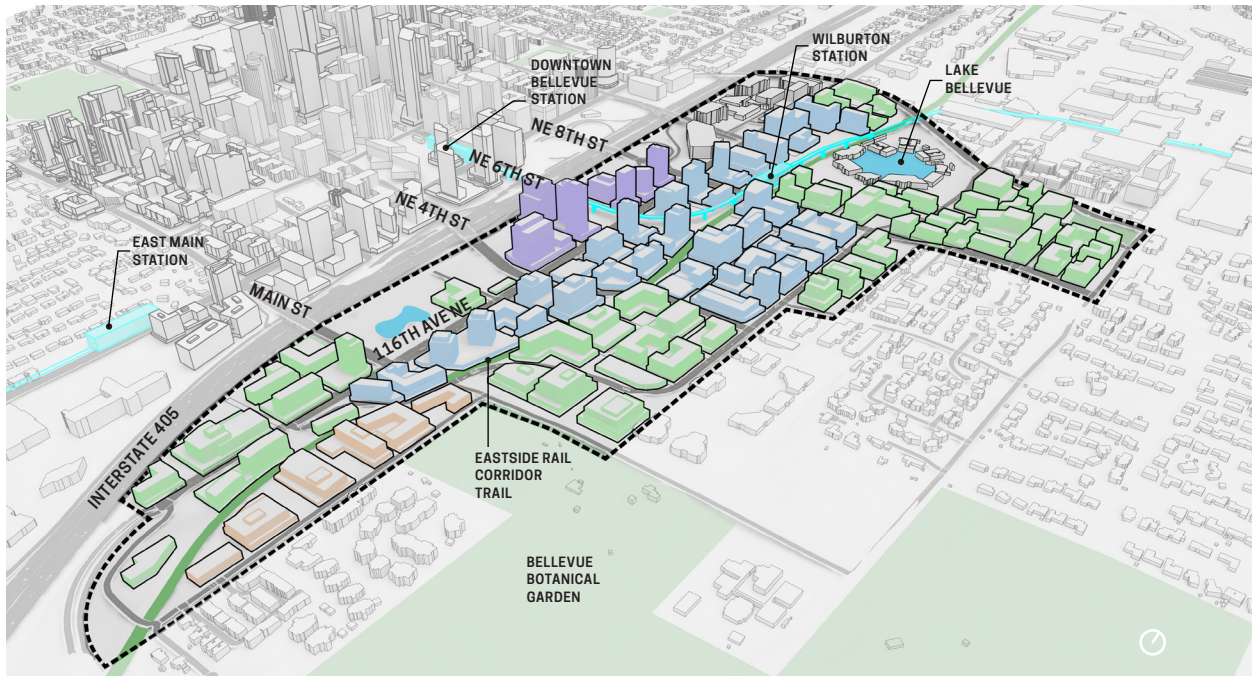 WILBURTON
STATION
LAKE
BELLEVUE
DOWNTOWN
BELLEVUE
STATION
NE 8TH ST
NE 6TH ST
NE 4TH ST
EAST MAIN
STATION
MAIN ST
116TH AVE NE
INTERSTATE 405
EASTSIDE RAIL
CORRIDOR
TRAIL
BELLEVUE
BOTANICAL
GARDEN